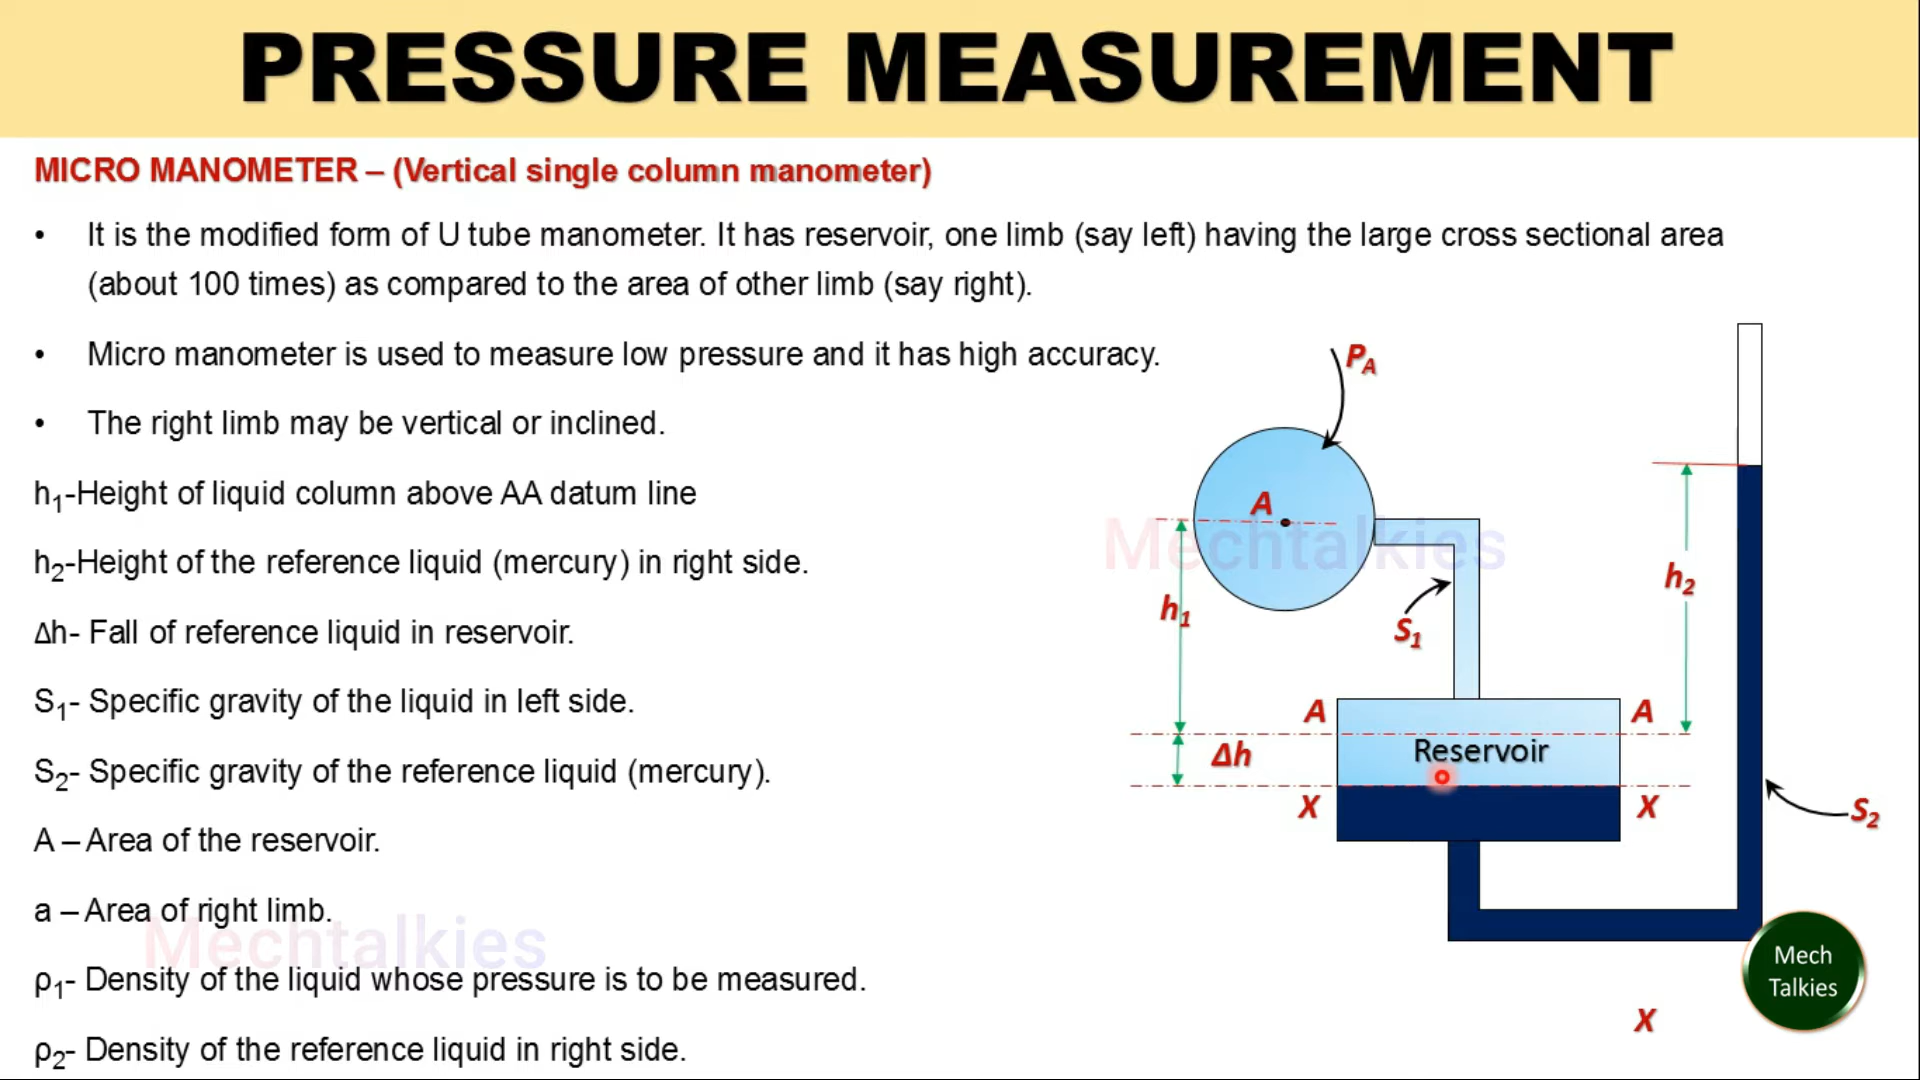 PRESSURE MEASUREMENT
MICRO MANOMETER – (Vertical single column manometer)
• It is the modified form of U tube manometer. It has reservoir, one limb (say left) having the large cross sectional area
(about 100 times) as compared to the area of other limb (say right).
• Micro manometer is used to measure low pressure and it has high accuracy.
• The right limb may be vertical or inclined.
h₁-Height of liquid column above AA datum line
h₂-Height of the reference liquid (mercury) in right side.
Δh- Fall of reference liquid in reservoir.
S₁- Specific gravity of the liquid in left side.
S₂- Specific gravity of the reference liquid (mercury).
A – Area of the reservoir.
a – Area of right limb.
ρ₁- Density of the liquid whose pressure is to be measured.
ρ₂- Density of the reference liquid in right side.
P_A
A
h₁
S₁
h₂
A
A
Reservoir
Δh
X
X
S₂
X
Mechtalkies
Mechtalkies
Mech
Talkies